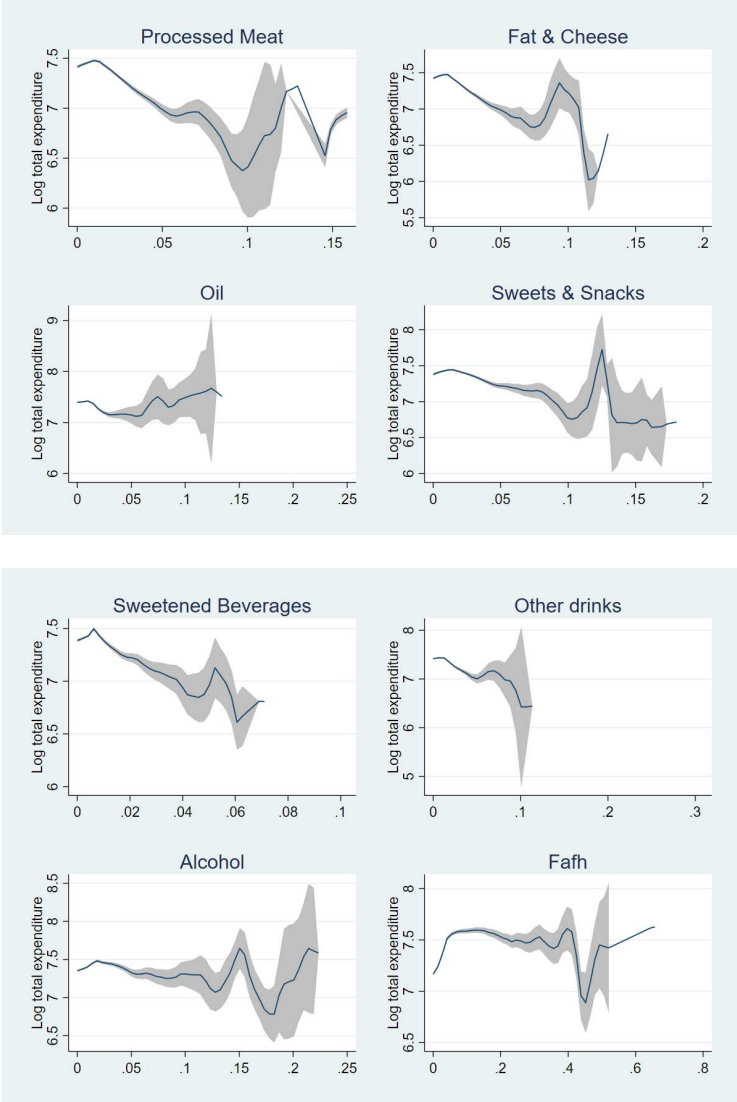 Processed Meat
Log total expenditure
7.5
7
6.5
6
0 .05 .1 .15
Fat & Cheese
Log total expenditure
7.5
7
6.5
6
5.5
0 .05 .1 .15 .2
Oil
Log total expenditure
9
8
7
6
0 .05 .1 .15 .2 .25
Sweets & Snacks
Log total expenditure
8
7.5
7
6.5
6
0 .05 .1 .15 .2
Sweetened Beverages
Log total expenditure
7.5
7
6.5
6
0 .02 .04 .06 .08 .1
Other drinks
Log total expenditure
8
7
6
5
0 .1 .2 .3
Alcohol
Log total expenditure
8.5
8
7.5
7
6.5
0 .05 .1 .15 .2 .25
Fafh
Log total expenditure
8
7.5
7
6.5
0 .2 .4 .6 .8